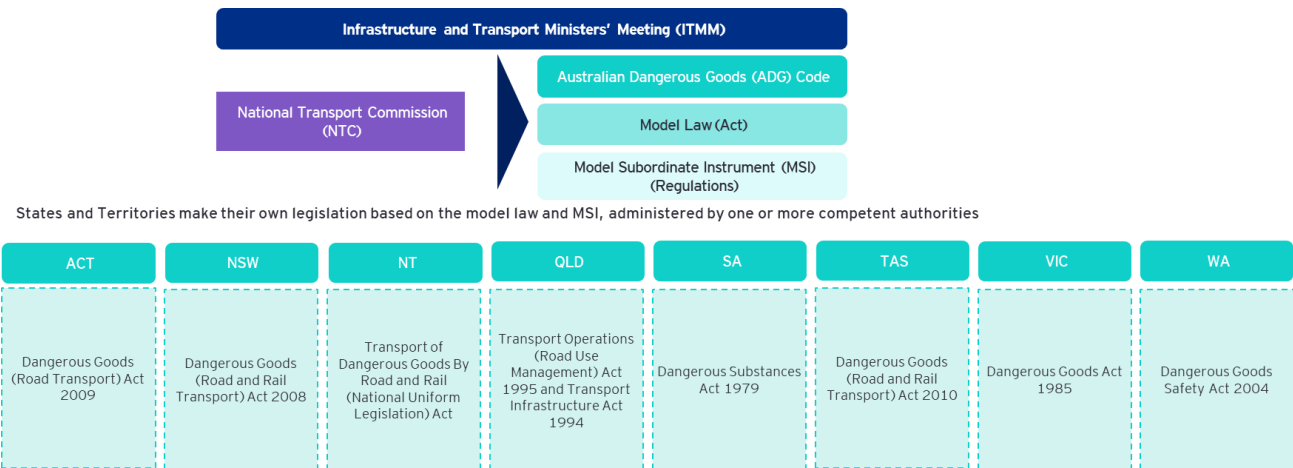 Infrastructure and Transport Ministers' Meeting (ITMM)
Australian Dangerous Goods (ADG) Code
National Transport Commission
(NTC)
Model Law (Act)
Model Subordinate Instrument (MSI)
(Regulations)
States and Territories make their own legislation based on the model law and MSI, administered by one or more competent authorities
ACT
NSW
NT
QLD
SA
TAS
VIC
WA
Dangerous Goods
(Road Transport) Act
2009
Dangerous Goods
(Road and Rail
Transport) Act 2008
Transport of
Dangerous Goods By
Road and Rail
(National Uniform
Legislation) Act
Transport Operations
(Road Use
Management) Act
1995 and Transport
Infrastructure Act
1994
Dangerous Substances
Act 1979
Dangerous Goods
(Road and Rail
Transport) Act 2010
Dangerous Goods Act
1985
Dangerous Goods
Safety Act 2004